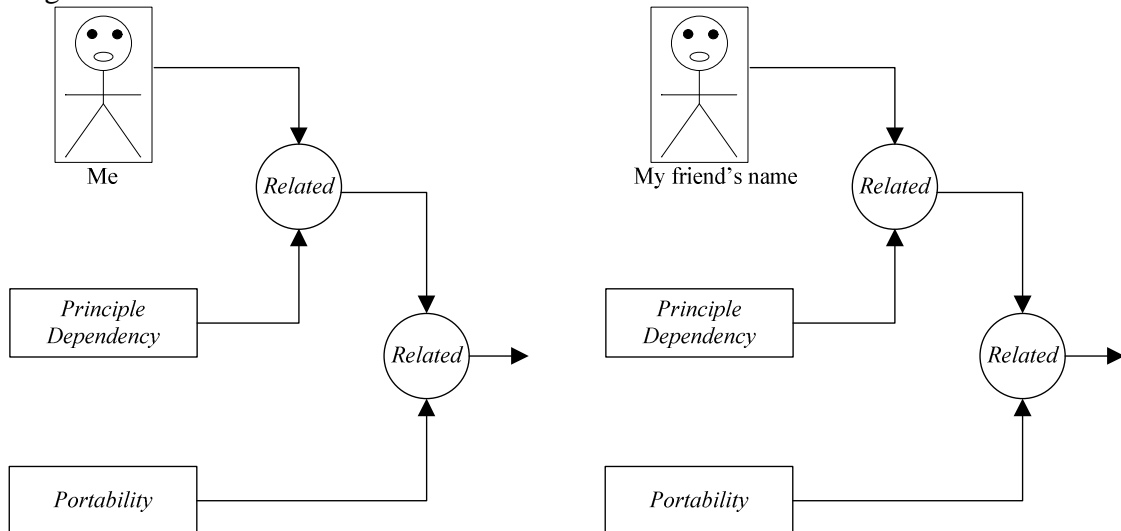 Me
Related
Principle
Dependency
Related
Portability
My friend's name
Related
Principle
Dependency
Related
Portability